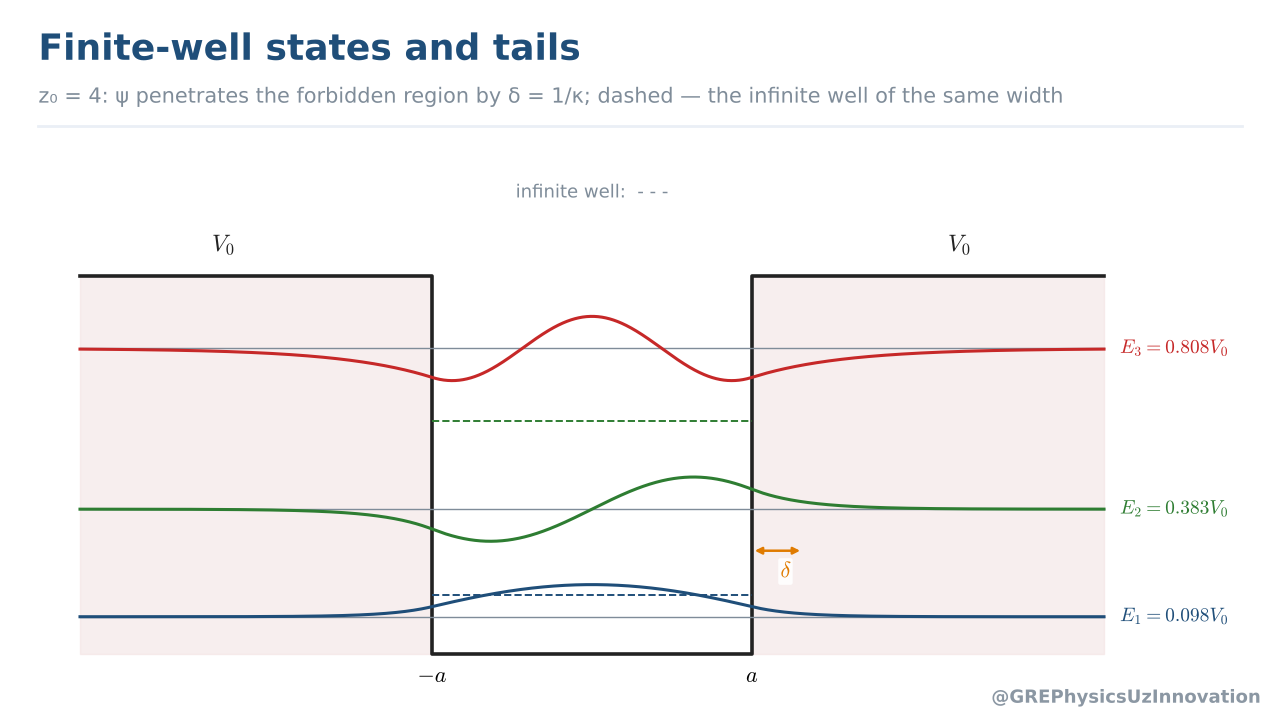 Finite-well states and tails
z₀ = 4: ψ penetrates the forbidden region by δ = 1/κ; dashed — the infinite well of the same width
infinite well: - - -
V₀
V₀
E₃ = 0.808V₀
E₂ = 0.383V₀
δ
E₁ = 0.098V₀
−a
a
@GREPhysicsUzInnovation